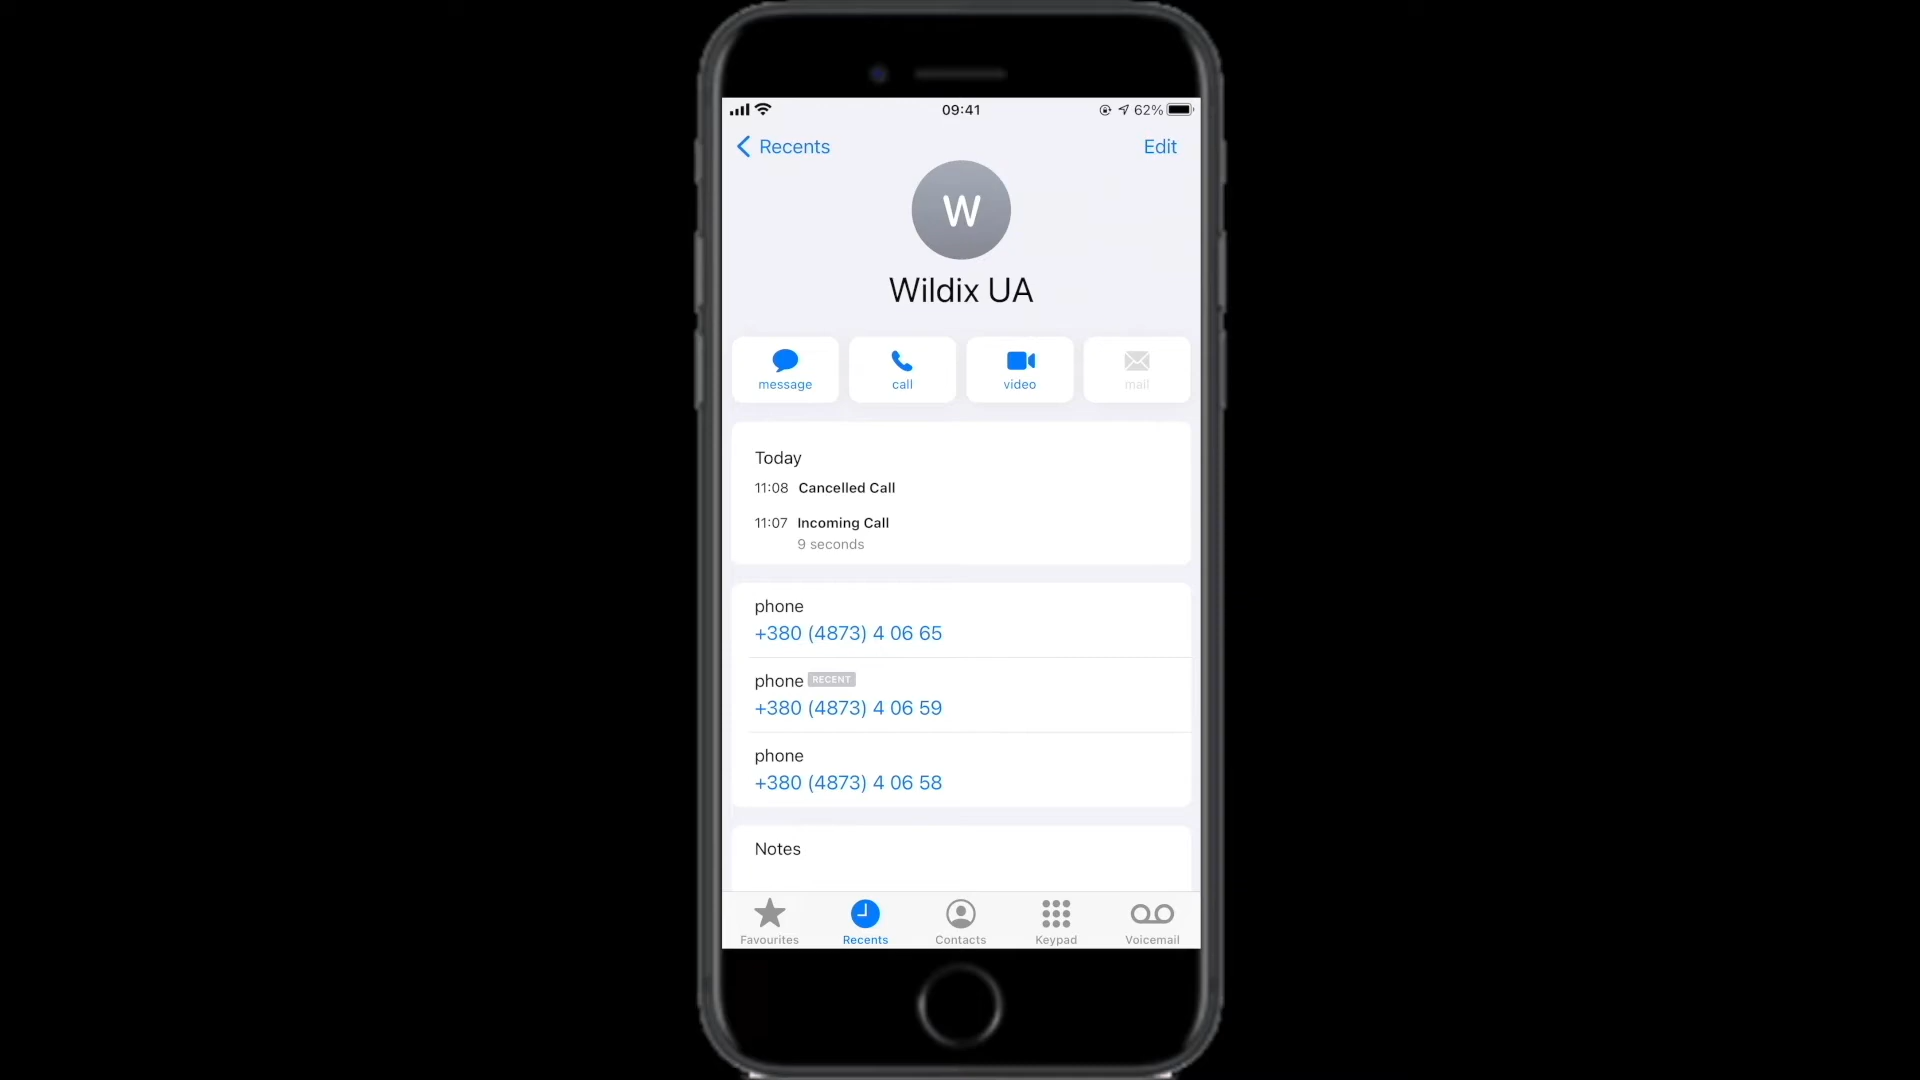 09:41
62%
Recents
Edit
W
Wildix UA
message
call
video
mail
Today
11:08 Cancelled Call
11:07 Incoming Call
9 seconds
phone
+380 (4873) 4 06 65
phone RECENT
+380 (4873) 4 06 59
phone
+380 (4873) 4 06 58
Notes
Favourites
Recents
Contacts
Keypad
Voicemail